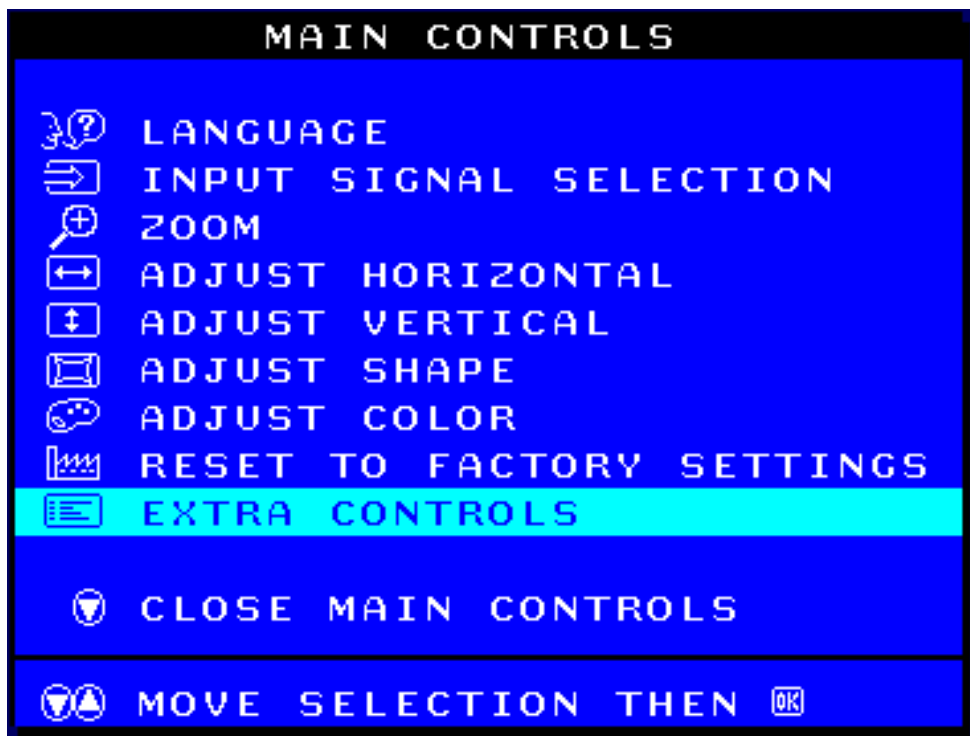 MAIN CONTROLS
LANGUAGE
INPUT SIGNAL SELECTION
ZOOM
ADJUST HORIZONTAL
ADJUST VERTICAL
ADJUST SHAPE
ADJUST COLOR
RESET TO FACTORY SETTINGS
EXTRA CONTROLS
CLOSE MAIN CONTROLS
MOVE SELECTION THEN OK